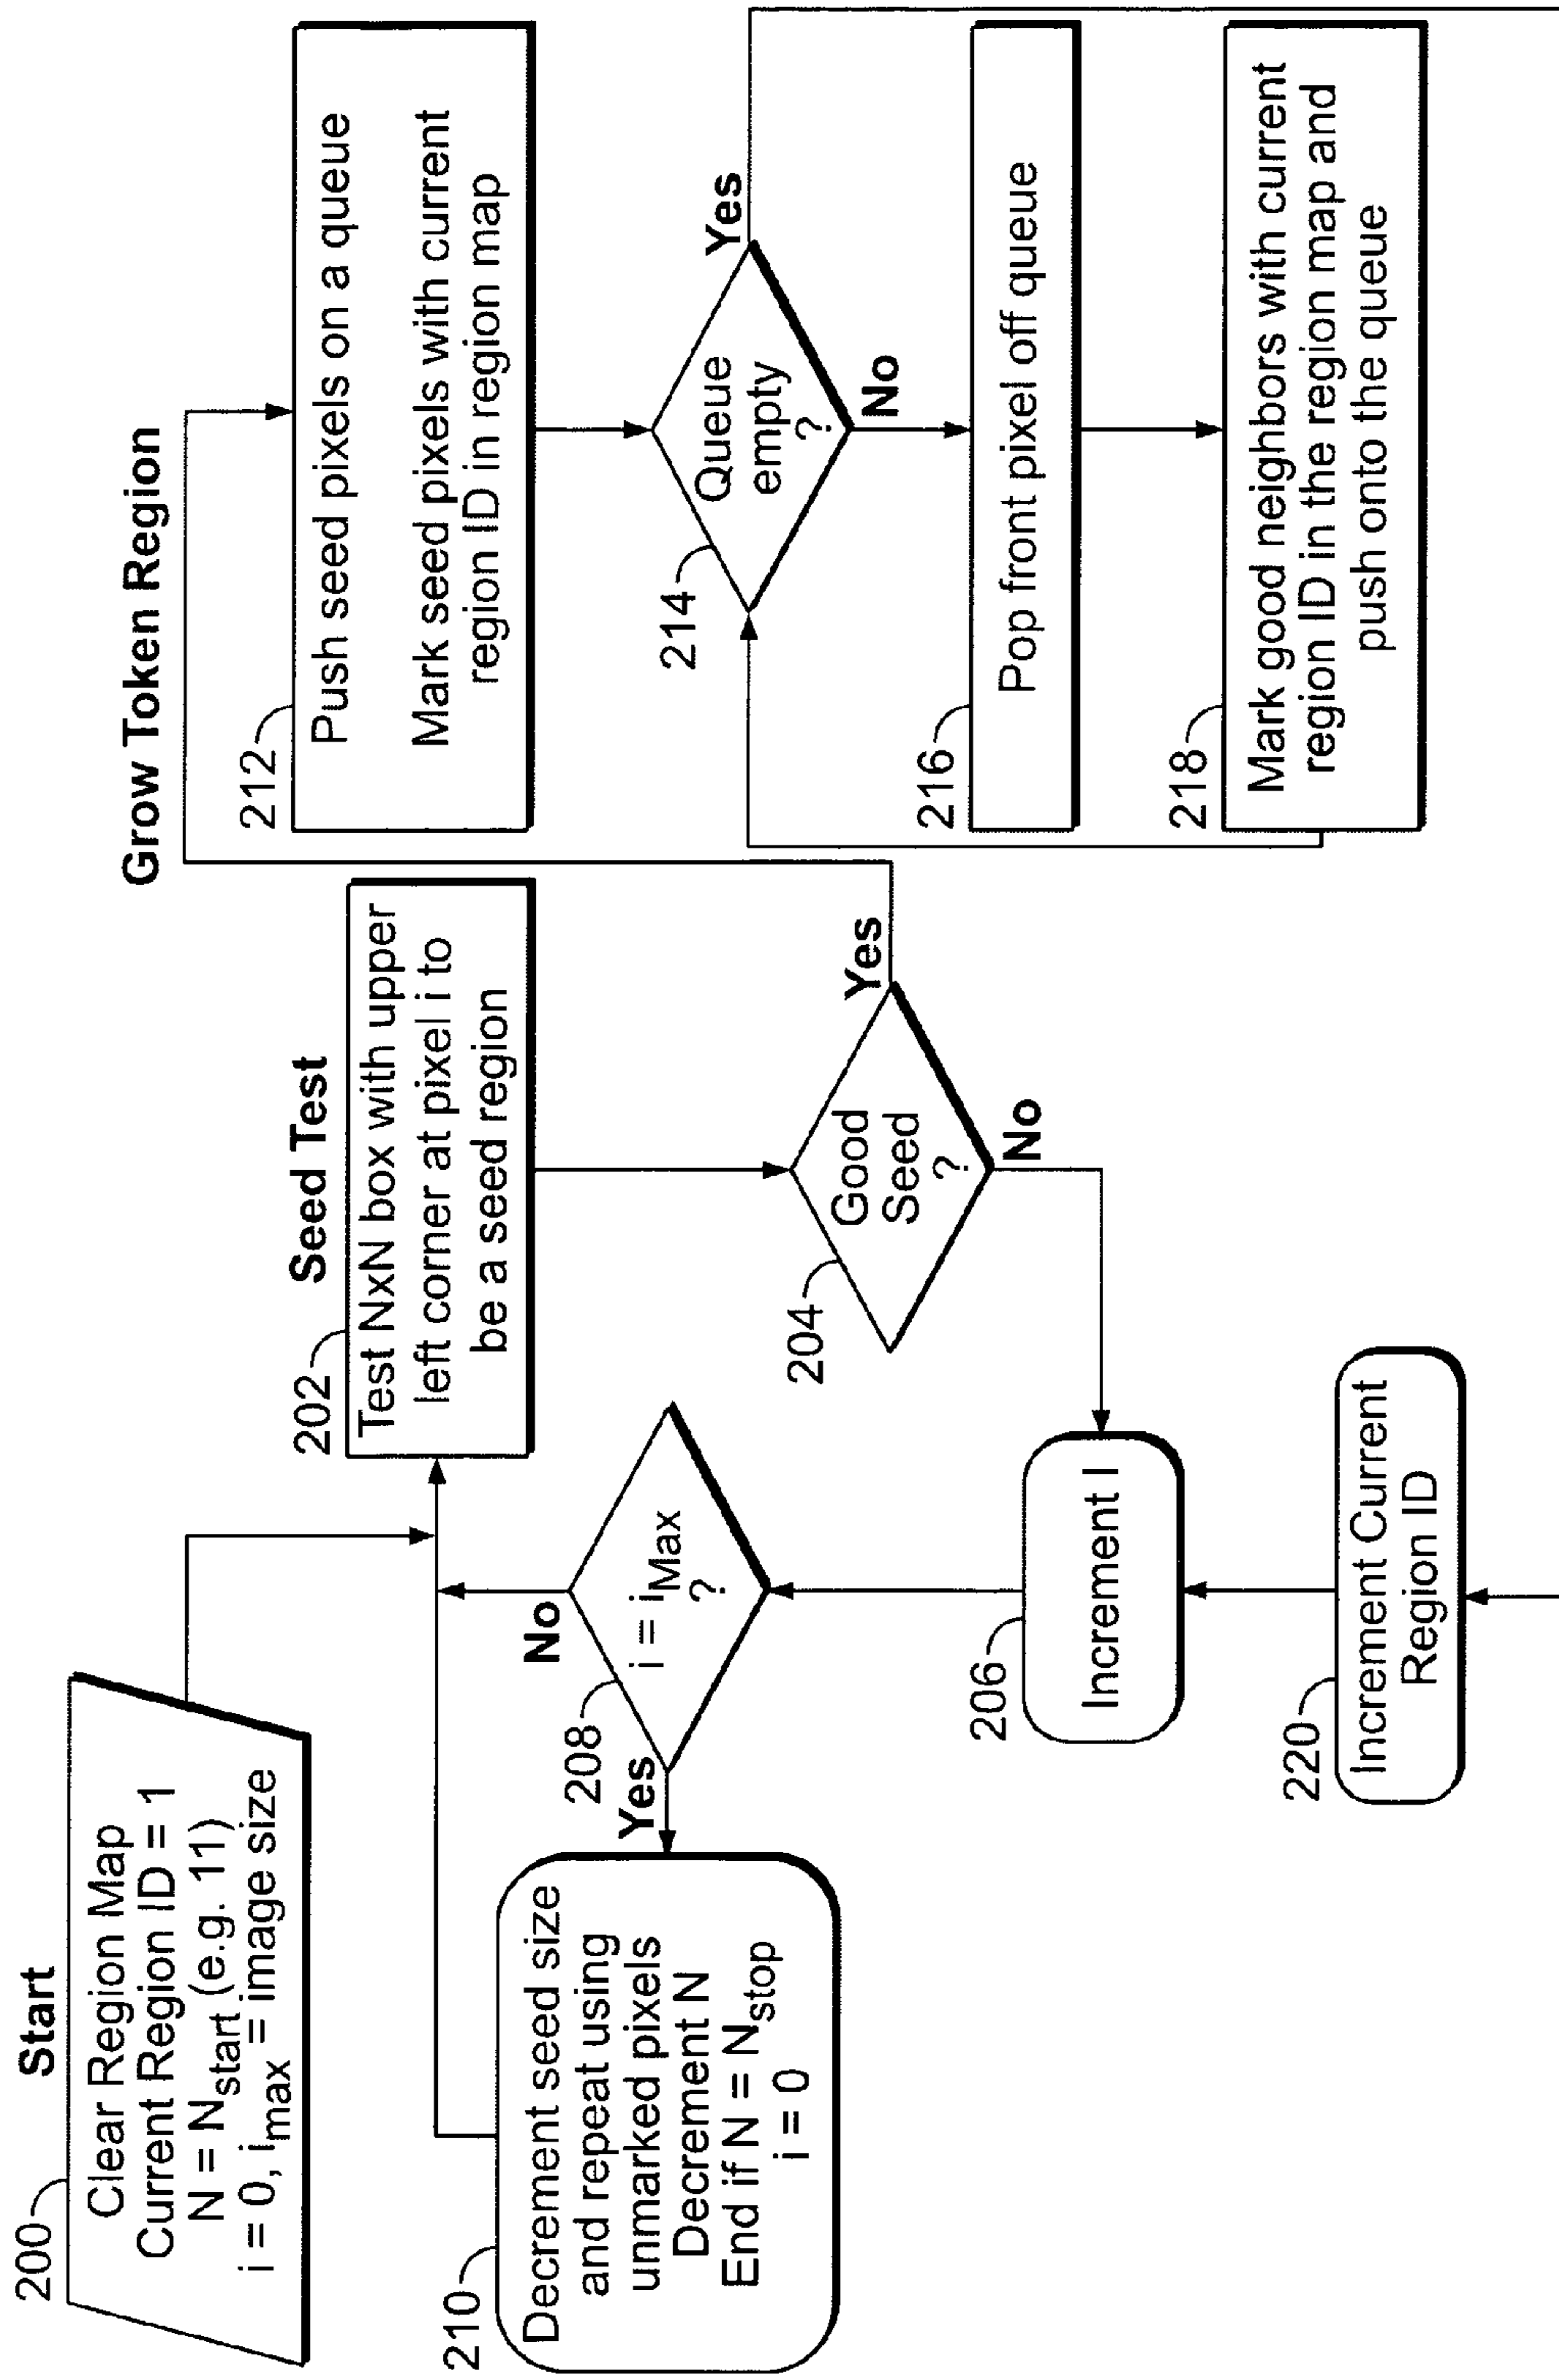 Start
200
Clear Region Map
Current Region ID = 1
N = Nstart (e.g. 11)
i = 0, imax = image size
210
Decrement seed size
and repeat using
unmarked pixels
Decrement N
End if N = Nstop
i = 0
208
i = iMax
?
Yes
No
206
Increment I
220
Increment Current
Region ID
Seed Test
202
Test NxN box with upper
left corner at pixel i to
be a seed region
204
Good
Seed
?
Yes
No
Grow Token Region
212
Push seed pixels on a queue
Mark seed pixels with current
region ID in region map
214
Queue
empty
?
Yes
No
216
Pop front pixel off queue
218
Mark good neighbors with current
region ID in the region map and
push onto the queue